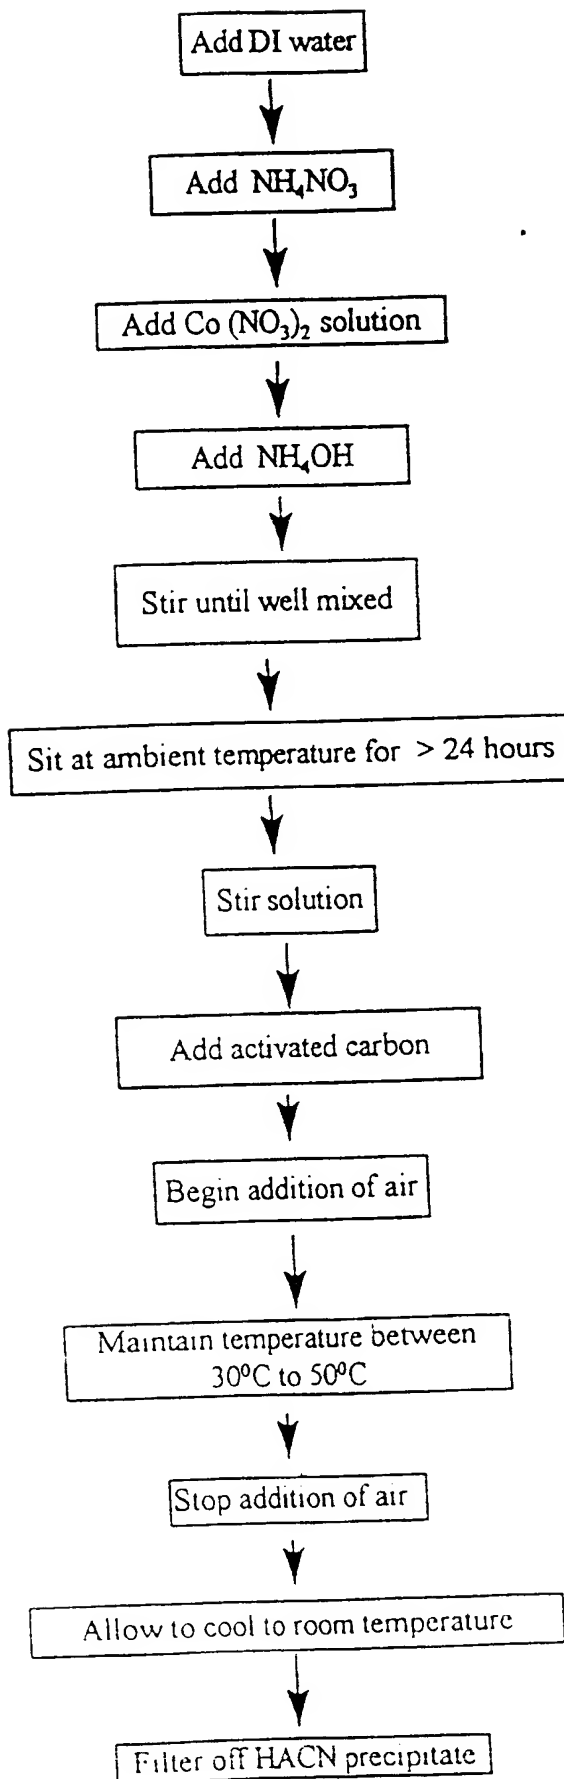 Add DI water
Add NH₄NO₃
Add Co (NO₃)₂ solution
Add NH₄OH
Stir until well mixed
Sit at ambient temperature for > 24 hours
Stir solution
Add activated carbon
Begin addition of air
Maintain temperature between
30⁰C to 50⁰C
Stop addition of air
Allow to cool to room temperature
Filter off HACN precipitate